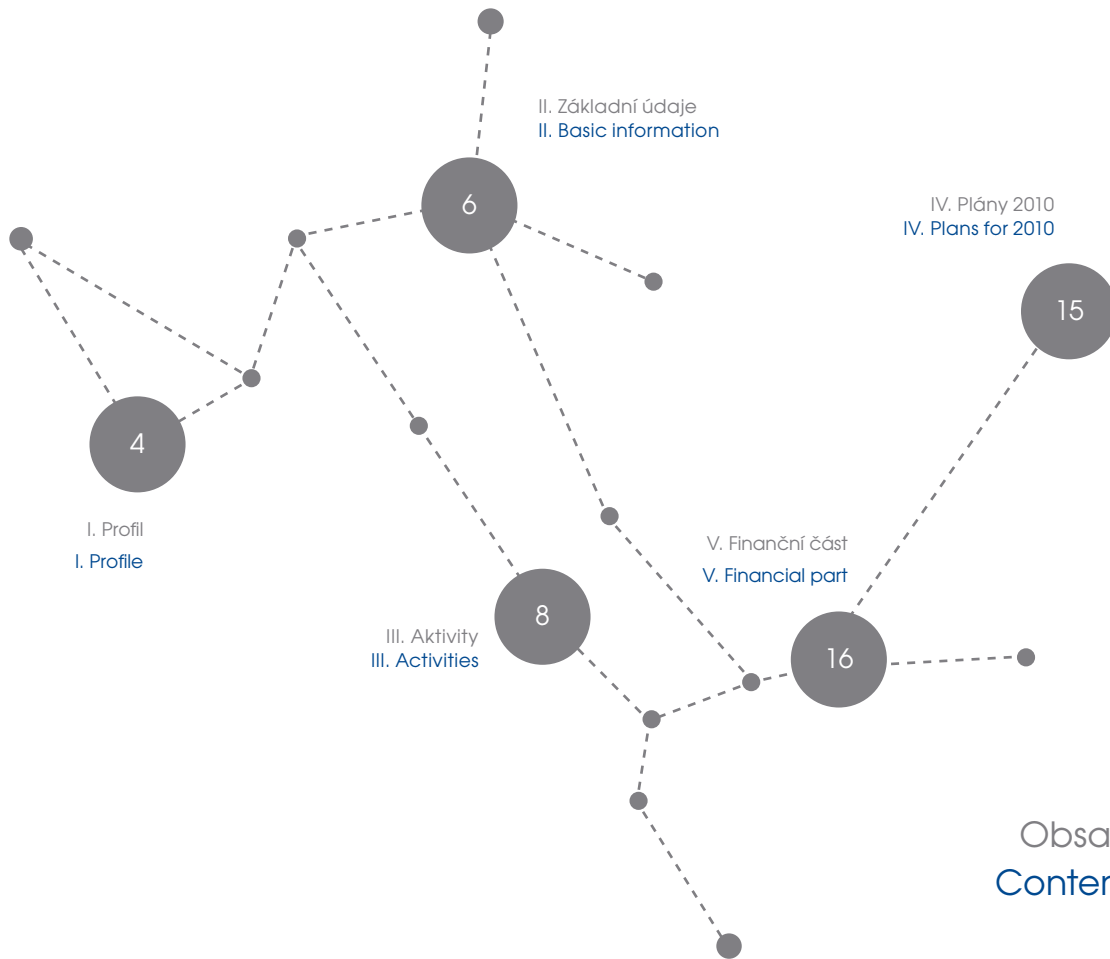 II. Základní údaje
II. Basic information
6
IV. Plány 2010
IV. Plans for 2010
15
4
I. Profil
I. Profile
V. Finanční část
V. Financial part
8
III. Aktivity
III. Activities
16